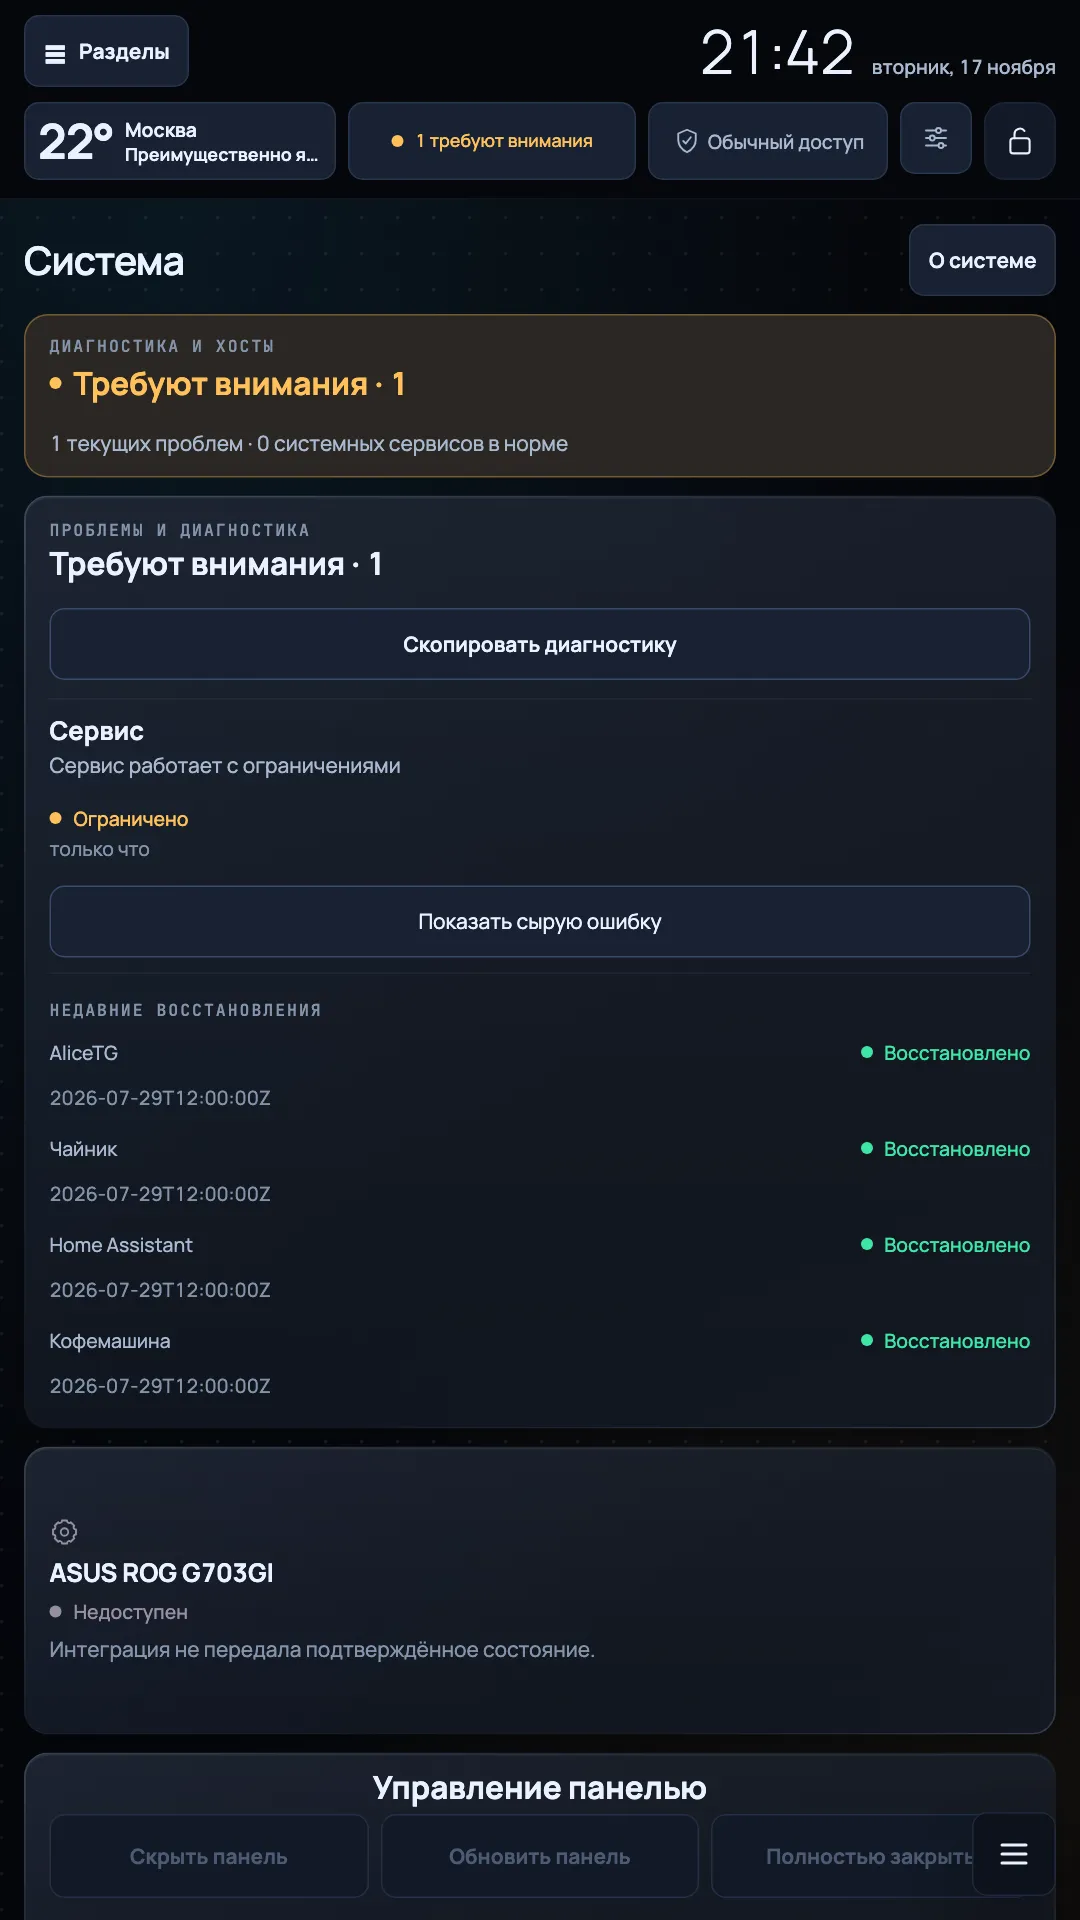 Разделы
21:42 вторник, 17 ноября
22° Москва
Преимущественно я...
1 требуют внимания
Обычный доступ
Система
О системе
ДИАГНОСТИКА И ХОСТЫ
Требуют внимания · 1
1 текущих проблем · 0 системных сервисов в норме
ПРОБЛЕМЫ И ДИАГНОСТИКА
Требуют внимания · 1
Скопировать диагностику
Сервис
Сервис работает с ограничениями
Ограничено
только что
Показать сырую ошибку
НЕДАВНИЕ ВОССТАНОВЛЕНИЯ
AliceTG
Восстановлено
2026-07-29T12:00:00Z
Чайник
Восстановлено
2026-07-29T12:00:00Z
Home Assistant
Восстановлено
2026-07-29T12:00:00Z
Кофемашина
Восстановлено
2026-07-29T12:00:00Z
ASUS ROG G703GI
Недоступен
Интеграция не передала подтверждённое состояние.
Управление панелью
Скрыть панель
Обновить панель
Полностью закрыть